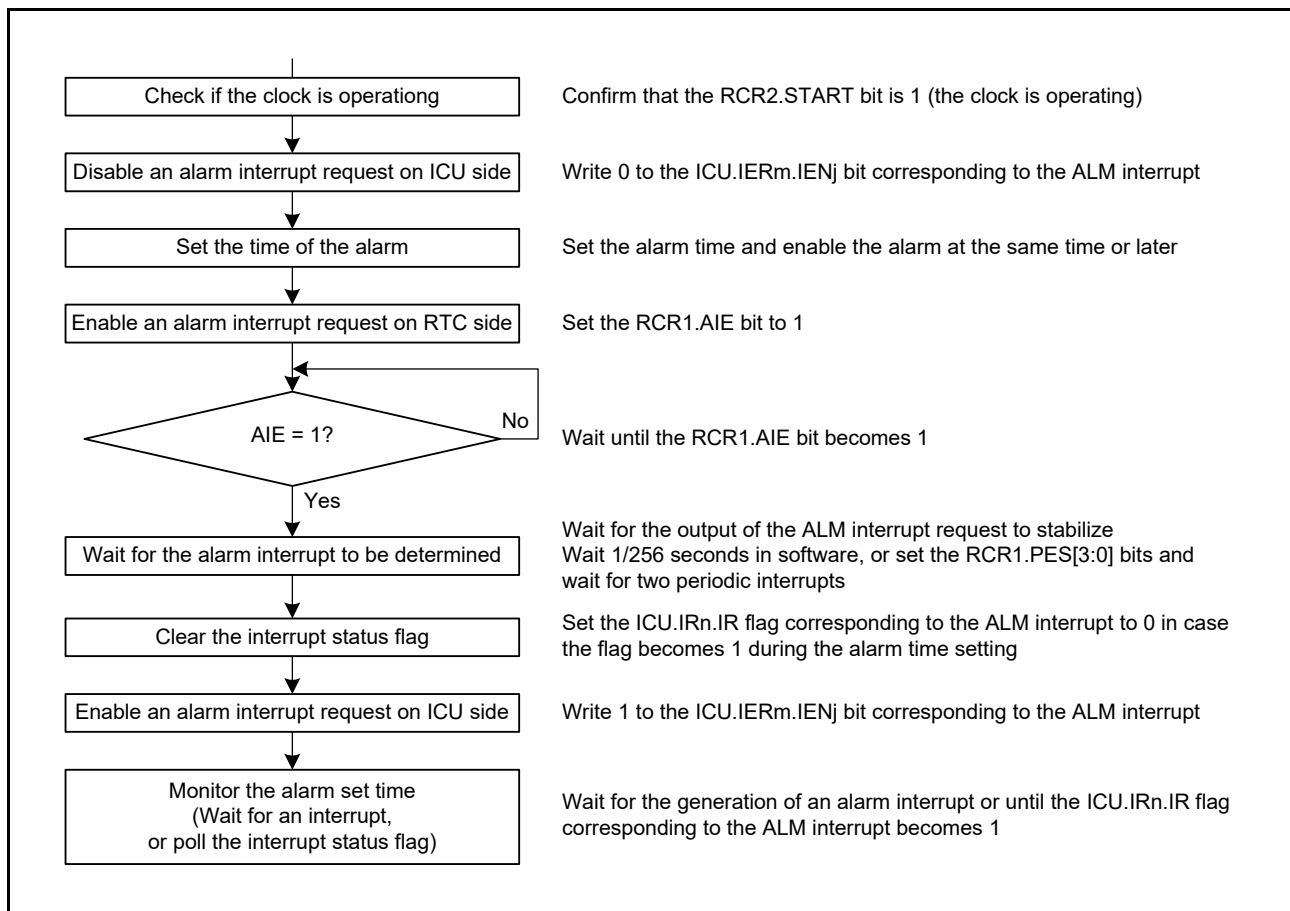 Check if the clock is operationg
Confirm that the RCR2.START bit is 1 (the clock is operating)
Disable an alarm interrupt request on ICU side
Write 0 to the ICU.IERm.IENj bit corresponding to the ALM interrupt
Set the time of the alarm
Set the alarm time and enable the alarm at the same time or later
Enable an alarm interrupt request on RTC side
Set the RCR1.AIE bit to 1
AIE = 1?
No
Wait until the RCR1.AIE bit becomes 1
Yes
Wait for the alarm interrupt to be determined
Wait for the output of the ALM interrupt request to stabilize
Wait 1/256 seconds in software, or set the RCR1.PES[3:0] bits and
wait for two periodic interrupts
Clear the interrupt status flag
Set the ICU.IRn.IR flag corresponding to the ALM interrupt to 0 in case
the flag becomes 1 during the alarm time setting
Enable an alarm interrupt request on ICU side
Write 1 to the ICU.IERm.IENj bit corresponding to the ALM interrupt
Monitor the alarm set time
(Wait for an interrupt,
or poll the interrupt status flag)
Wait for the generation of an alarm interrupt or until the ICU.IRn.IR flag
corresponding to the ALM interrupt becomes 1